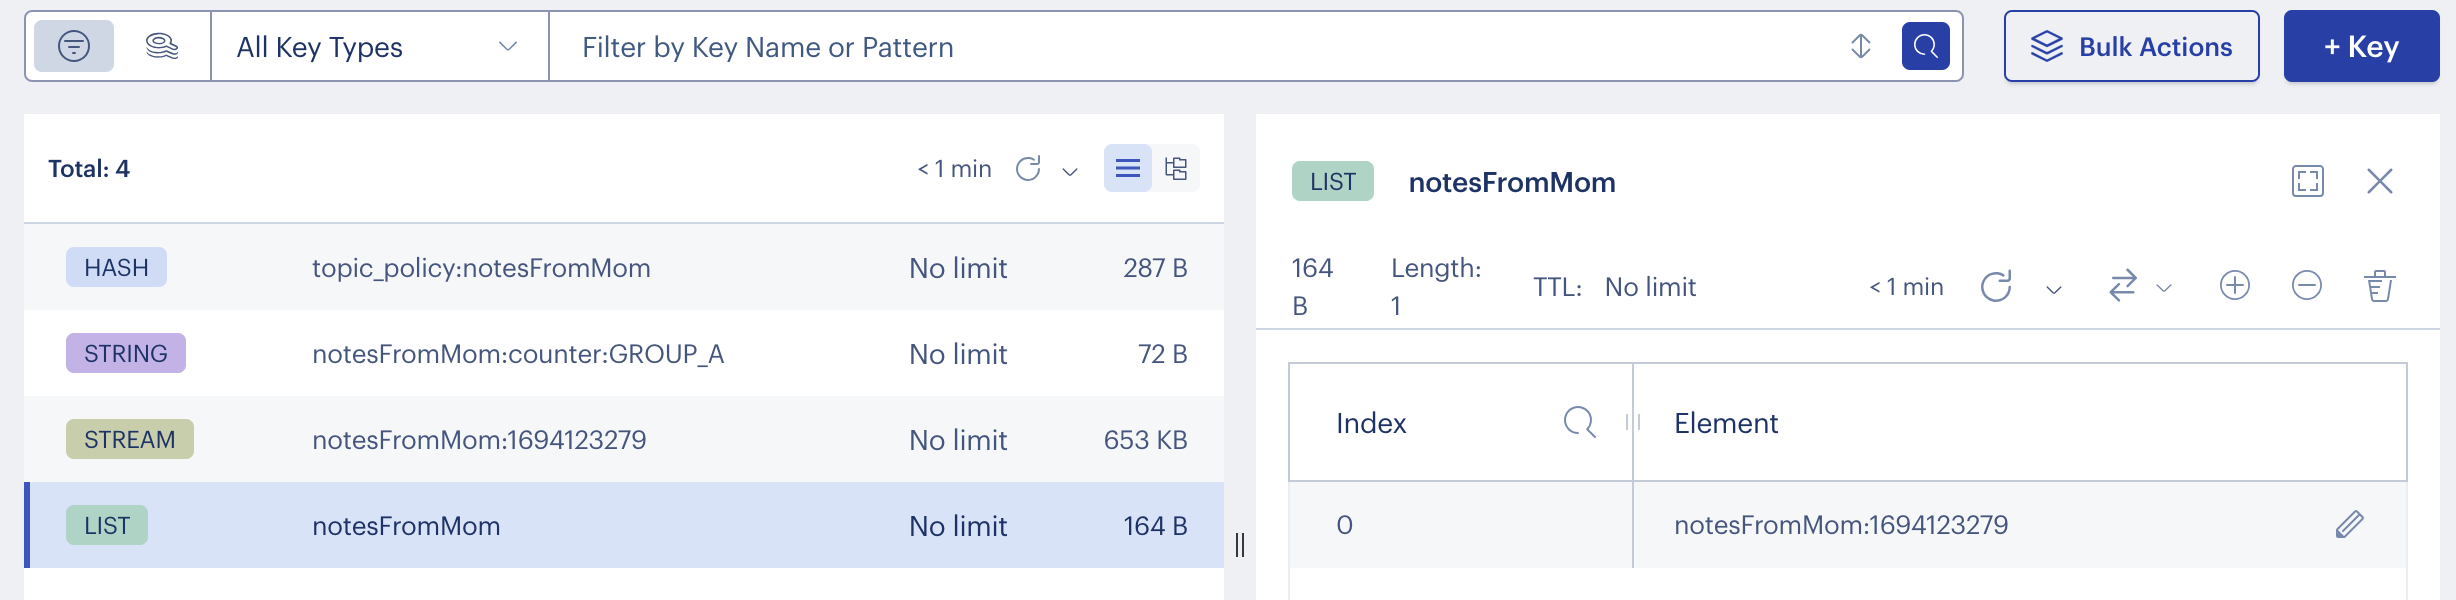 All Key Types
Filter by Key Name or Pattern
Bulk Actions
+ Key
Total: 4
< 1 min
HASH topic_policy:notesFromMom No limit 287 B
STRING notesFromMom:counter:GROUP_A No limit 72 B
STREAM notesFromMom:1694123279 No limit 653 KB
LIST notesFromMom No limit 164 B
LIST notesFromMom
164 B
Length: 1
TTL: No limit
< 1 min
Index Element
0 notesFromMom:1694123279